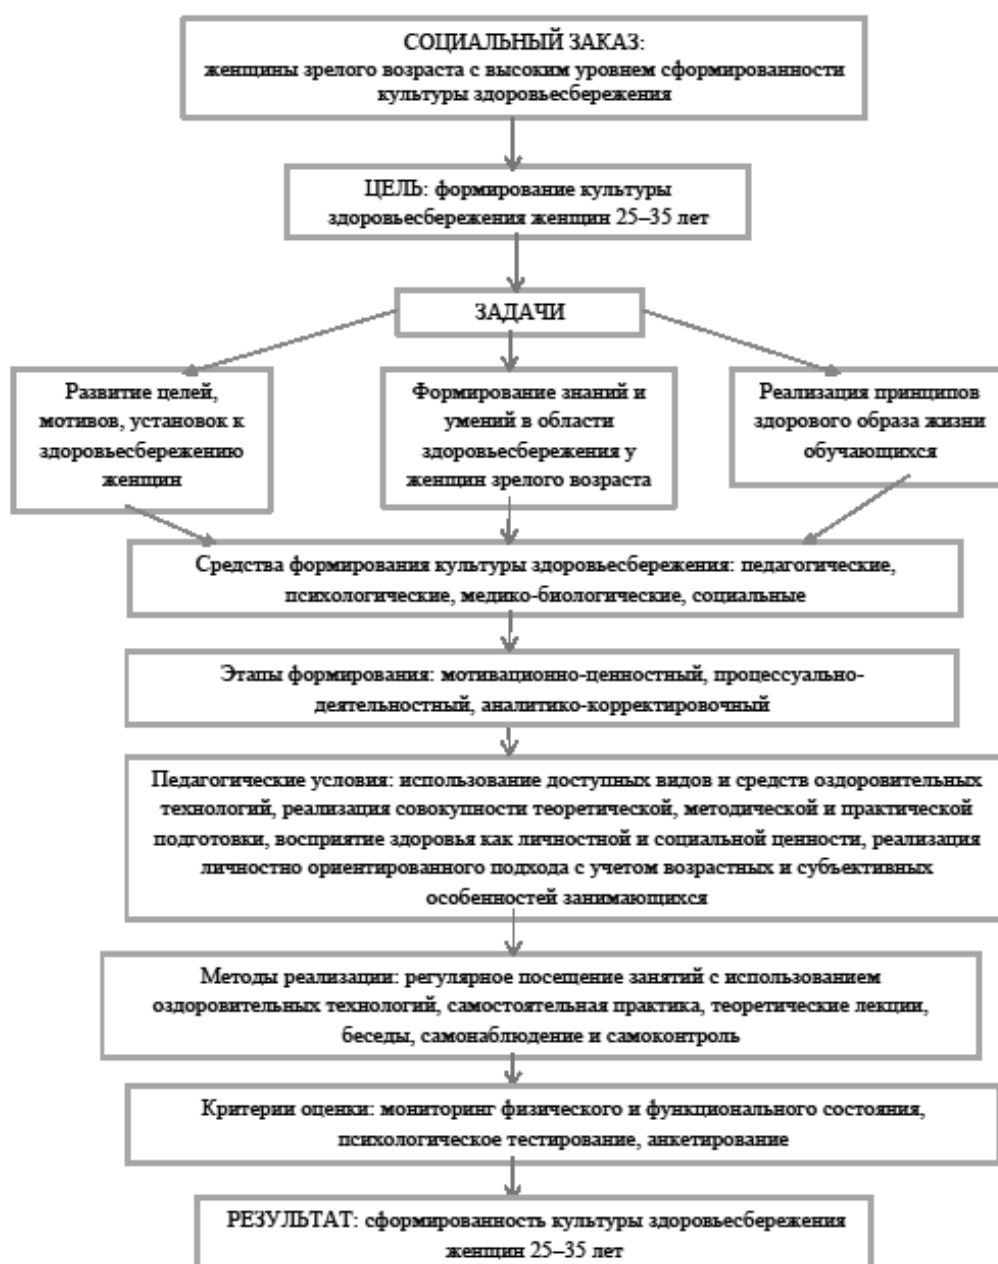 СОЦИАЛЬНЫЙ ЗАКАЗ:
женщины зрелого возраста с высоким уровнем сформированности
культуры здоровьесбережения
ЦЕЛЬ: формирование культуры
здоровьесбережения женщин 25–35 лет
ЗАДАЧИ
Развитие целей,
мотивов, установок к
здоровьесбережению
женщин
Формирование знаний и
умений в области
здоровьесбережения у
женщин зрелого возраста
Реализация принципов
здорового образа жизни
обучающихся
Средства формирования культуры здоровьесбережения: педагогические,
психологические, медико-биологические, социальные
Этапы формирования: мотивационно-ценностный, процессуально-
деятельностный, аналитико-корректировочный
Педагогические условия: использование доступных видов и средств оздоровительных
технологий, реализация совокупности теоретической, методической и практической
подготовки, восприятие здоровья как личностной и социальной ценности, реализация
личностно ориентированного подхода с учетом возрастных и субъективных
особенностей занимающихся
Методы реализации: регулярное посещение занятий с использованием
оздоровительных технологий, самостоятельная практика, теоретические лекции,
беседы, самонаблюдение и самоконтроль
Критерии оценки: мониторинг физического и функционального состояния,
психологическое тестирование, анкетирование
РЕЗУЛЬТАТ: сформированность культуры здоровьесбережения
женщин 25–35 лет